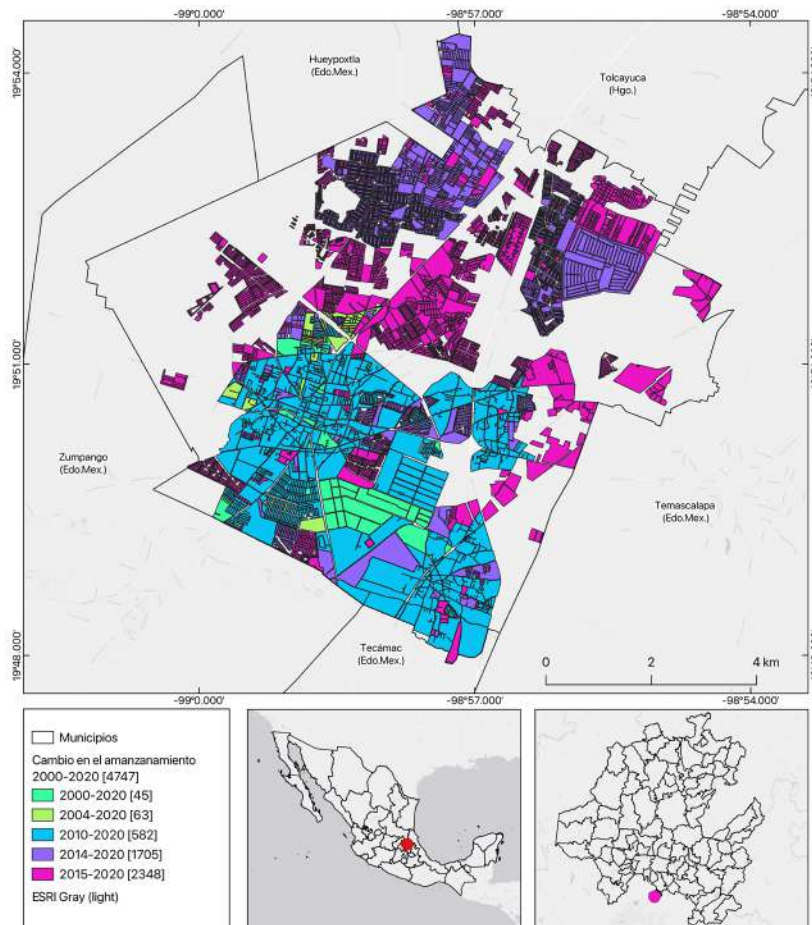 -99°0.000'
-98°57.000'
-98°54.000'
19°54.000'
Hueypoxtla
(Edo.Mex.)
Tolcayuca
(Hgo.)
19°51.000'
Zumpango
(Edo.Mex.)
Temascalapa
(Edo.Mex.)
19°48.000'
Tecámac
(Edo.Mex.)
0
2
4 km
-99°0.000'
-98°57.000'
-98°54.000'
Municipios
Cambio en el amanzanamiento
2000-2020 [4747]
2000-2020 [45]
2004-2020 [63]
2010-2020 [582]
2014-2020 [1705]
2015-2020 [2348]
ESRI Gray (light)